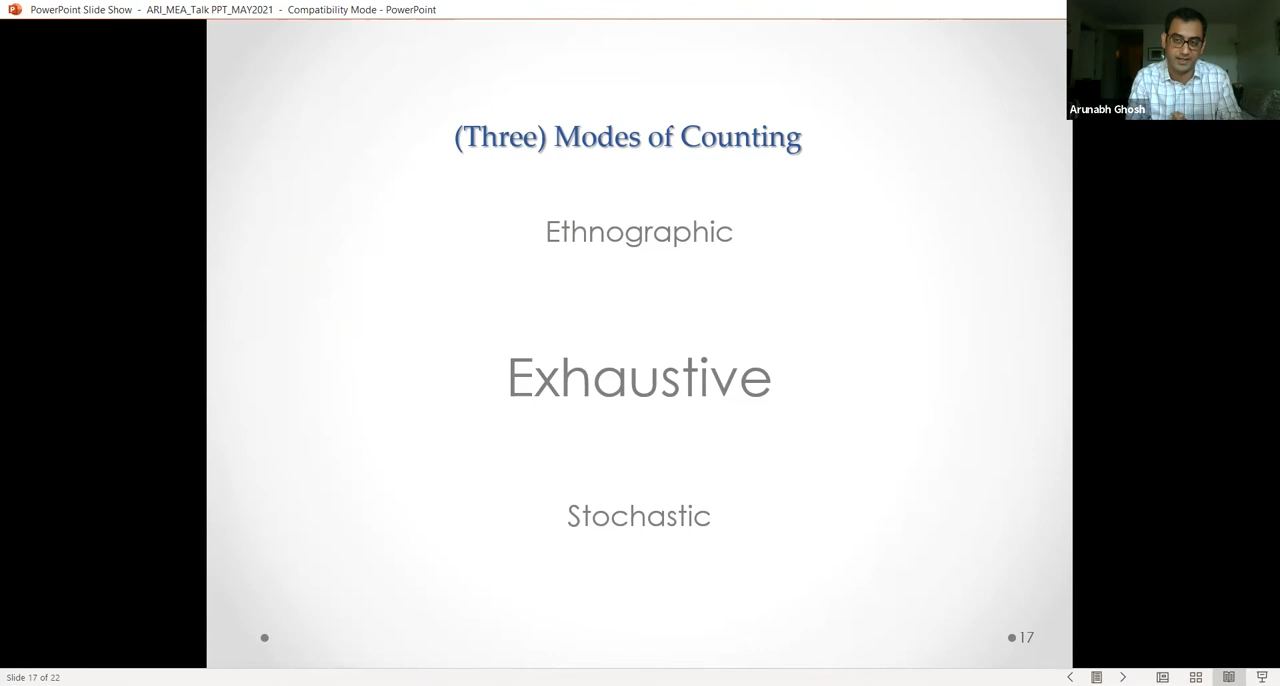 PowerPoint Slide Show - ARI_MEA_Talk PPT_MAY2021 - Compatibility Mode - PowerPoint
Arunabh Ghosh
(Three) Modes of Counting
Ethnographic
Exhaustive
Stochastic
17
Slide 17 of 22